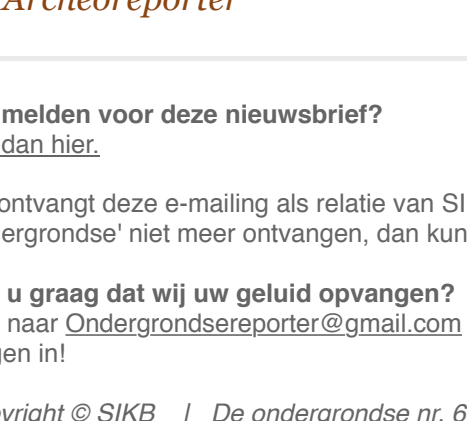 Archeoreporter
melden voor deze nieuwsbrief?
dan hier.
ontvangt deze e-mailing als relatie van SI
ergrondse' niet meer ontvangen, dan kun
u graag dat wij uw geluid opvangen?
naar Ondergrondsereporter@gmail.com
gen in!
pyright © SIKB | De ondergrondse nr. 6